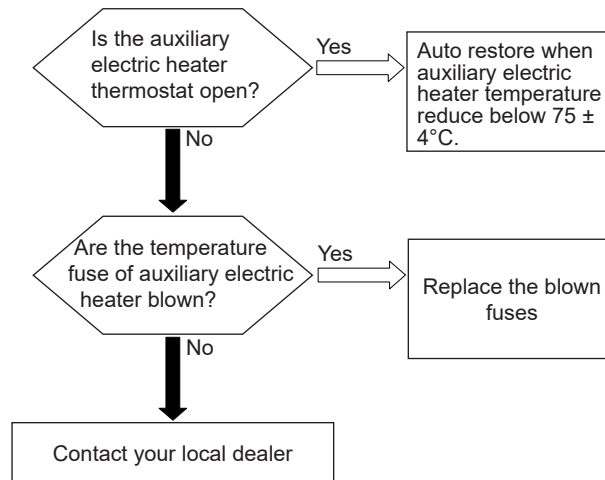 Is the auxiliary
electric heater
thermostat open?
Yes
Auto restore when
auxiliary electric
heater temperature
reduce below 75 ±
4°C.
No
Are the temperature
fuse of auxiliary electric
heater blown?
Yes
Replace the blown
fuses
No
Contact your local dealer